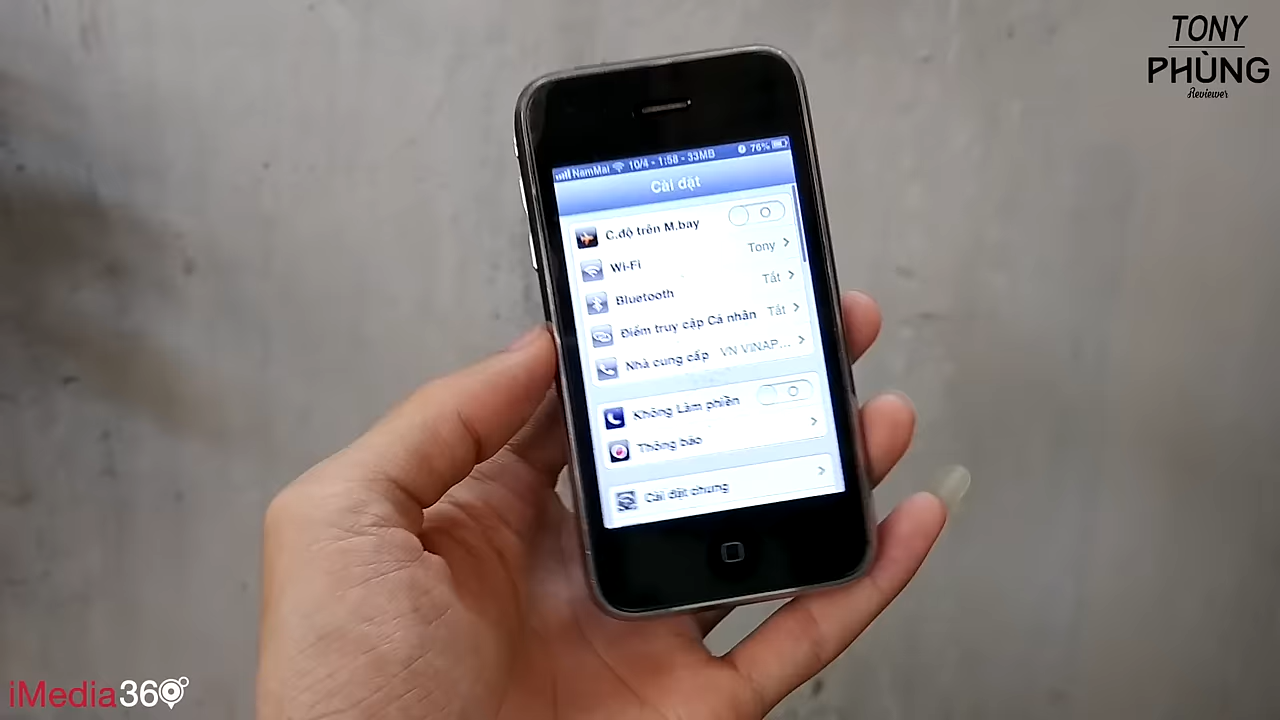 TONY
PHÙNG
Reviewer
NamMal 10/4 - 1:58 - 33MB 76%
Cài đặt
C.độ trên M.bay
Wi-Fi Tony
Bluetooth Tắt
Điểm truy cập Cá nhân Tắt
Nhà cung cấp VN VINAP...
Không Làm phiền
Thông báo
Cài đặt chung
iMedia360